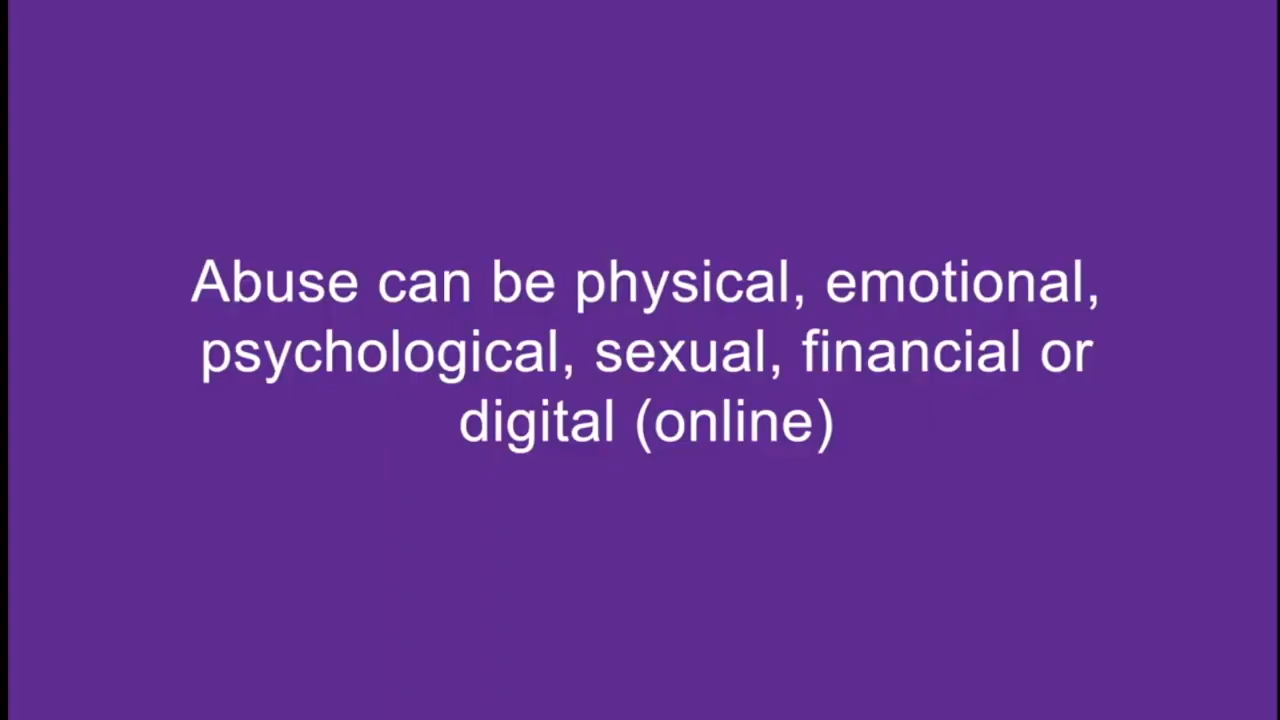 Abuse can be physical, emotional,
psychological, sexual, financial or
digital (online)